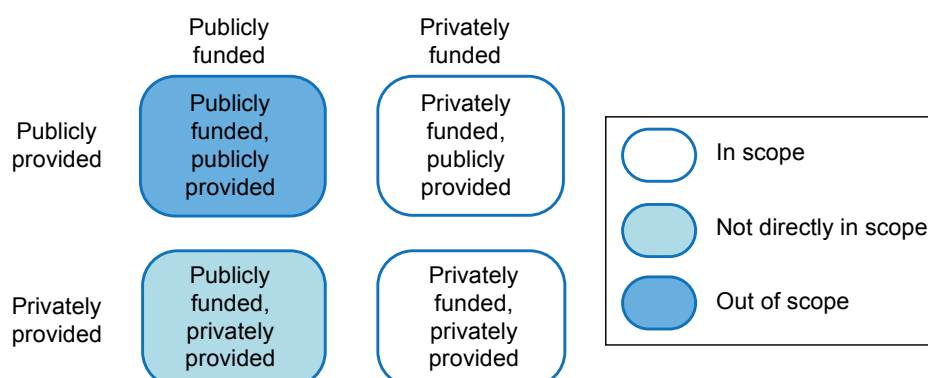 Publicly
funded
Privately
funded
Publicly
provided
Publicly
funded,
publicly
provided
Privately
funded,
publicly
provided
Privately
provided
Publicly
funded,
privately
provided
Privately
funded,
privately
provided
In scope
Not directly in scope
Out of scope